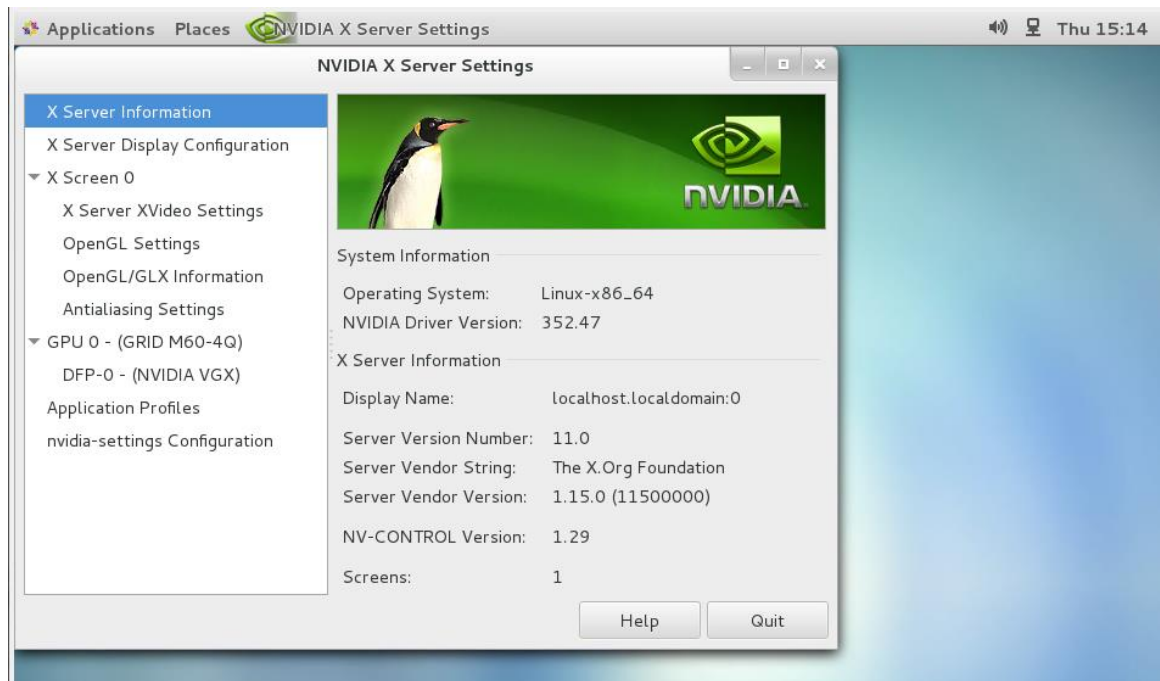 Applications Places NVIDIA X Server Settings Thu 15:14
NVIDIA X Server Settings
X Server Information
X Server Display Configuration
X Screen 0
X Server XVideo Settings
OpenGL Settings
OpenGL/GLX Information
Antialiasing Settings
GPU 0 - (GRID M60-4Q)
DFP-0 - (NVIDIA VGX)
Application Profiles
nvidia-settings Configuration
NVIDIA.
System Information
Operating System: Linux-x86_64
NVIDIA Driver Version: 352.47
X Server Information
Display Name: localhost.localdomain:0
Server Version Number: 11.0
Server Vendor String: The X.Org Foundation
Server Vendor Version: 1.15.0 (11500000)
NV-CONTROL Version: 1.29
Screens: 1
Help Quit